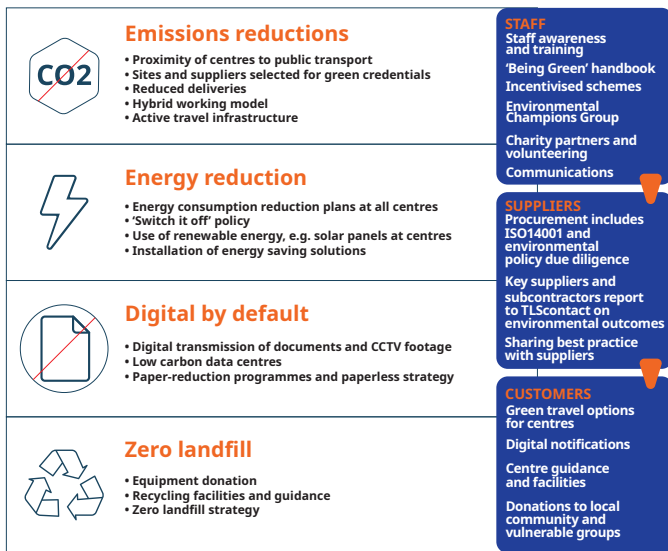 CO2
Emissions reductions
• Proximity of centres to public transport
• Sites and suppliers selected for green credentials
• Reduced deliveries
• Hybrid working model
• Active travel infrastructure
Energy reduction
• Energy consumption reduction plans at all centres
• ‘Switch it off’ policy
• Use of renewable energy, e.g. solar panels at centres
• Installation of energy saving solutions
Digital by default
• Digital transmission of documents and CCTV footage
• Low carbon data centres
• Paper-reduction programmes and paperless strategy
Zero landfill
• Equipment donation
• Recycling facilities and guidance
• Zero landfill strategy
STAFF
Staff awareness
and training
‘Being Green’ handbook
Incentivised schemes
Environmental
Champions Group
Charity partners and
volunteering
Communications
SUPPLIERS
Procurement includes
ISO14001 and
environmental
policy due diligence
Key suppliers and
subcontractors report
to TLScontact on
environmental outcomes
Sharing best practice
with suppliers
CUSTOMERS
Green travel options
for centres
Digital notifications
Centre guidance
and facilities
Donations to local
community and
vulnerable groups